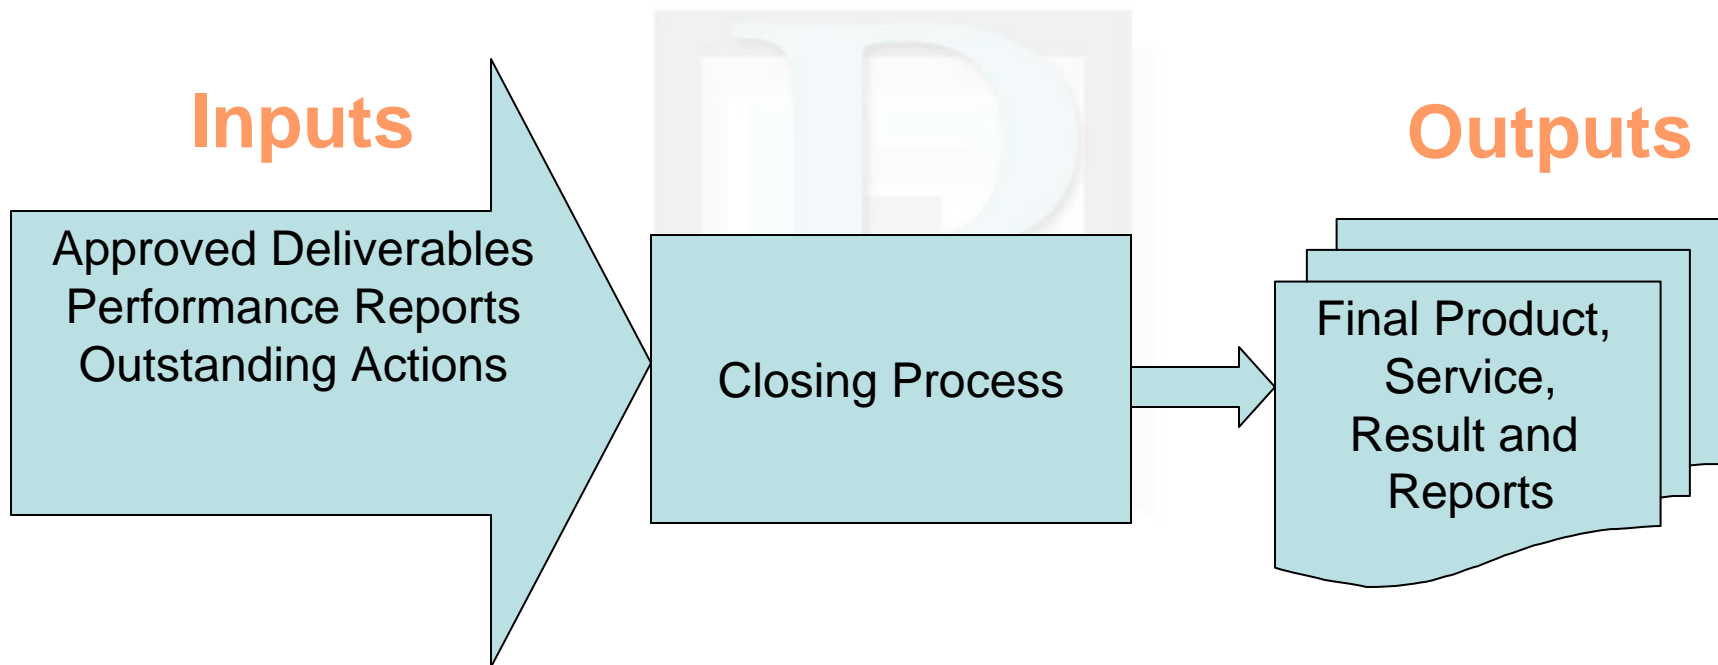 Inputs
Outputs
Approved Deliverables
Performance Reports
Outstanding Actions
Closing Process
Final Product,
Service,
Result and
Reports